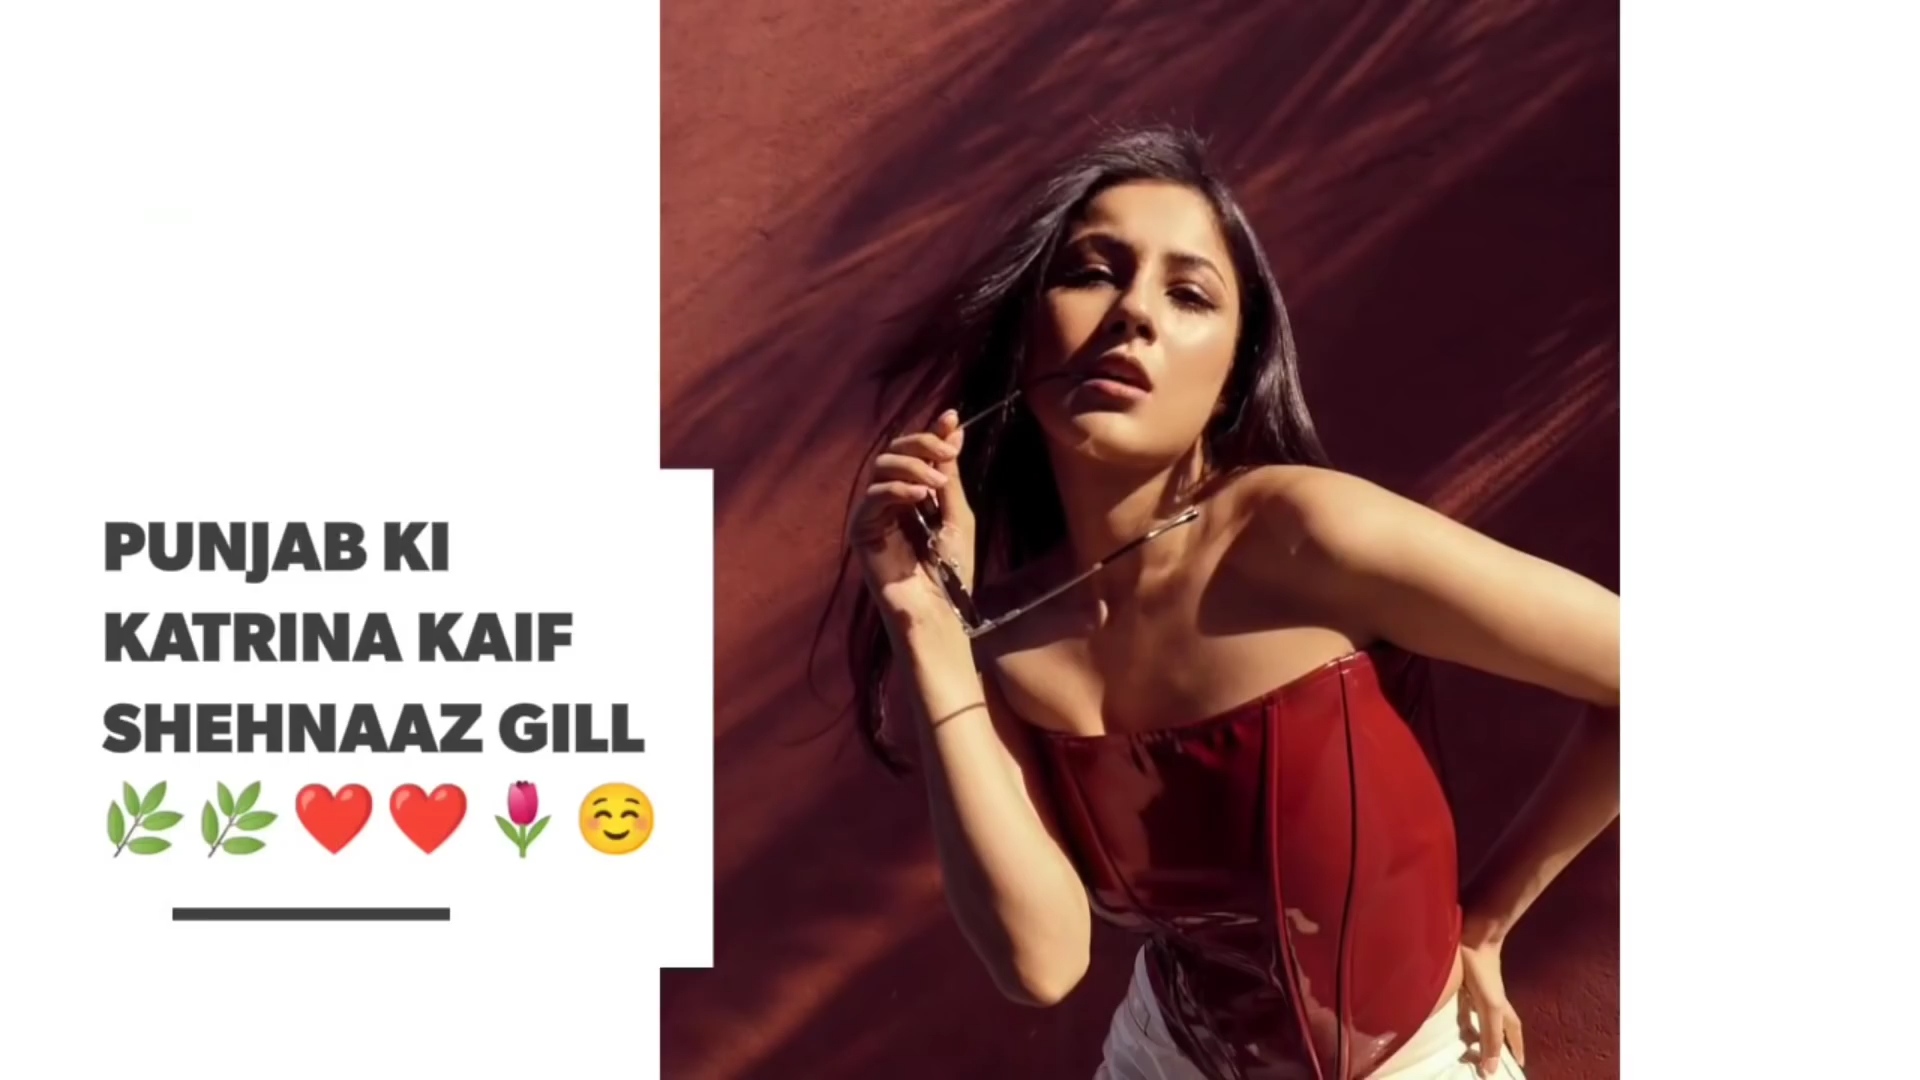 PUNJAB KI
KATRINA KAIF
SHEHNAAZ GILL
🌿🌿❤️❤️🌷☺️